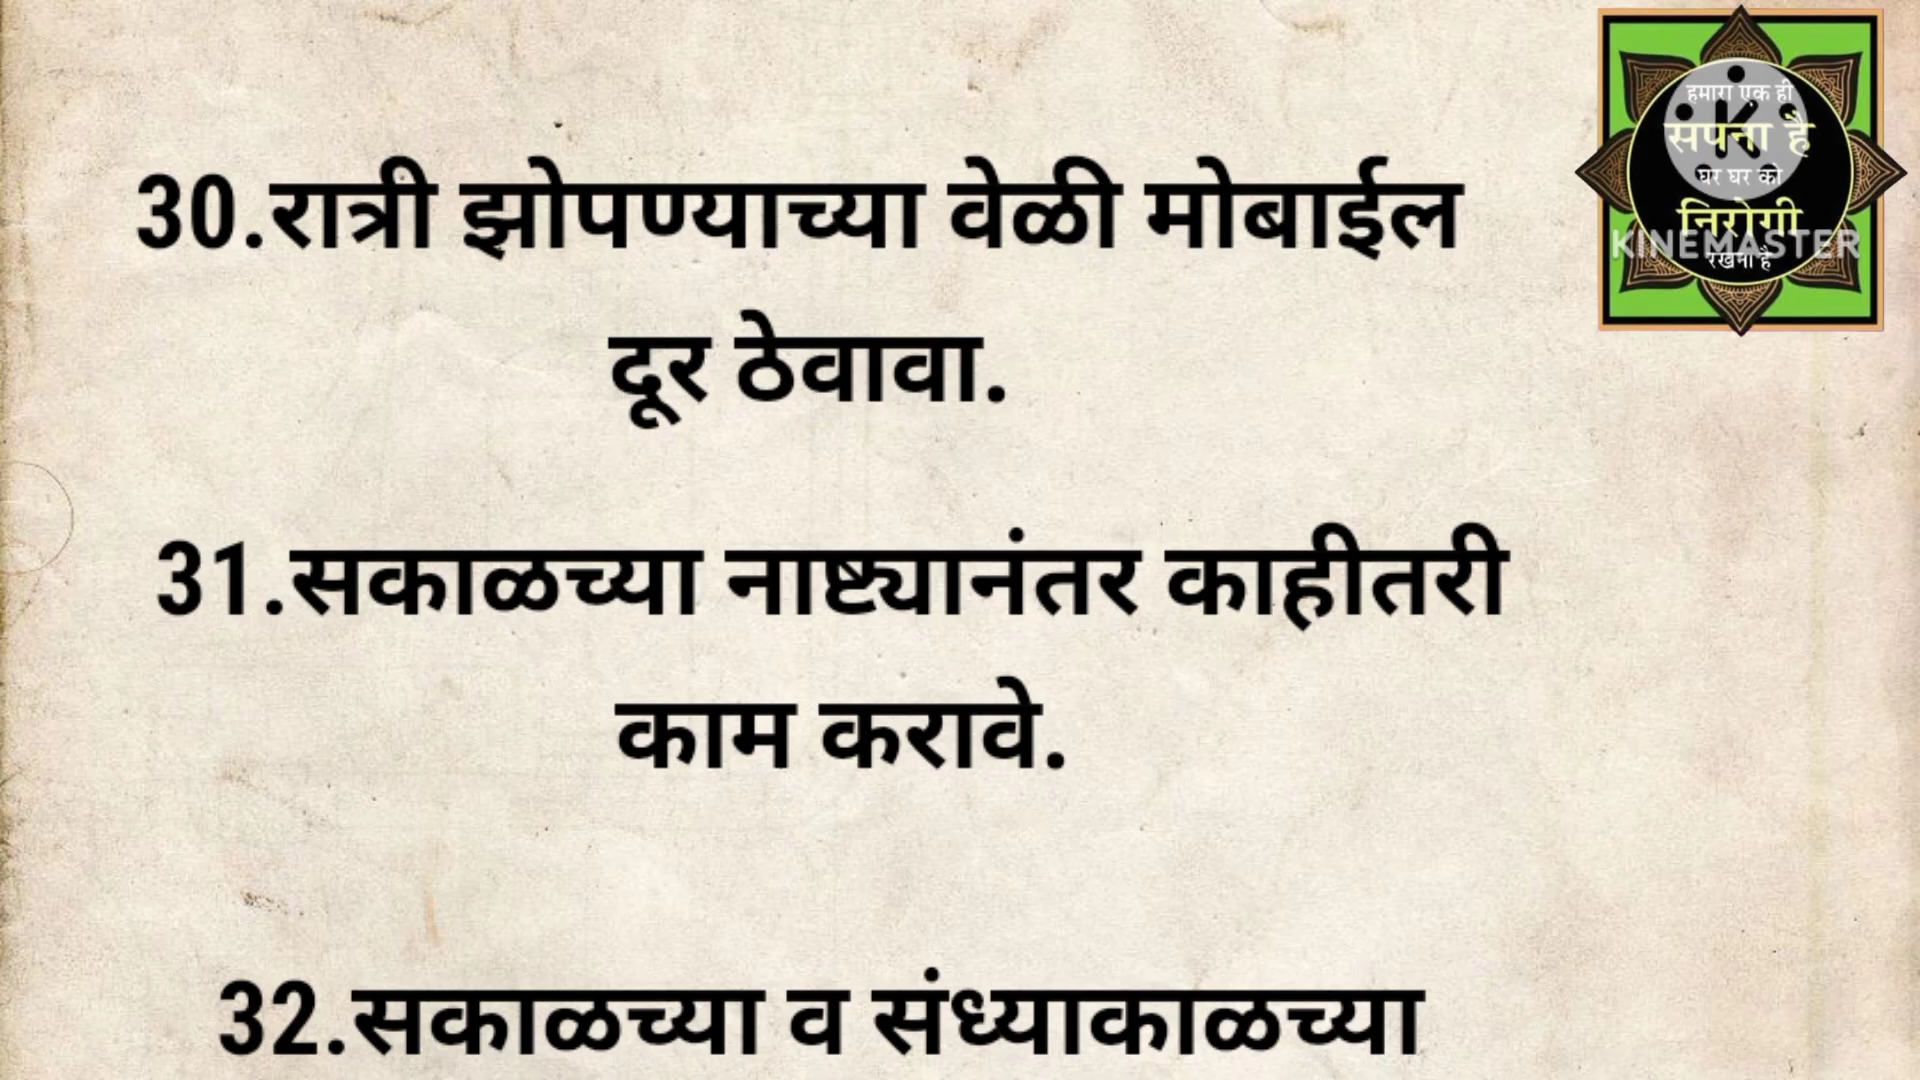 हमारा एक ही
सपना है
घर घर को
निरोगी
रखना है
KINEMASTER
30.रात्री झोपण्याच्या वेळी मोबाईल
दूर ठेवावा.
31.सकाळच्या नाष्ट्यानंतर काहीतरी
काम करावे.
32.सकाळच्या व संध्याकाळच्या